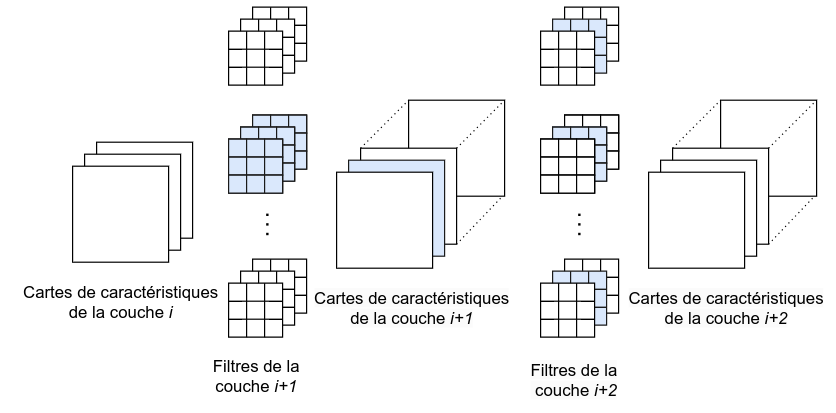 Cartes de caractéristiques
de la couche i
Filtres de la
couche i+1
Cartes de caractéristiques
de la couche i+1
Filtres de la
couche i+2
Cartes de caractéristiques
de la couche i+2